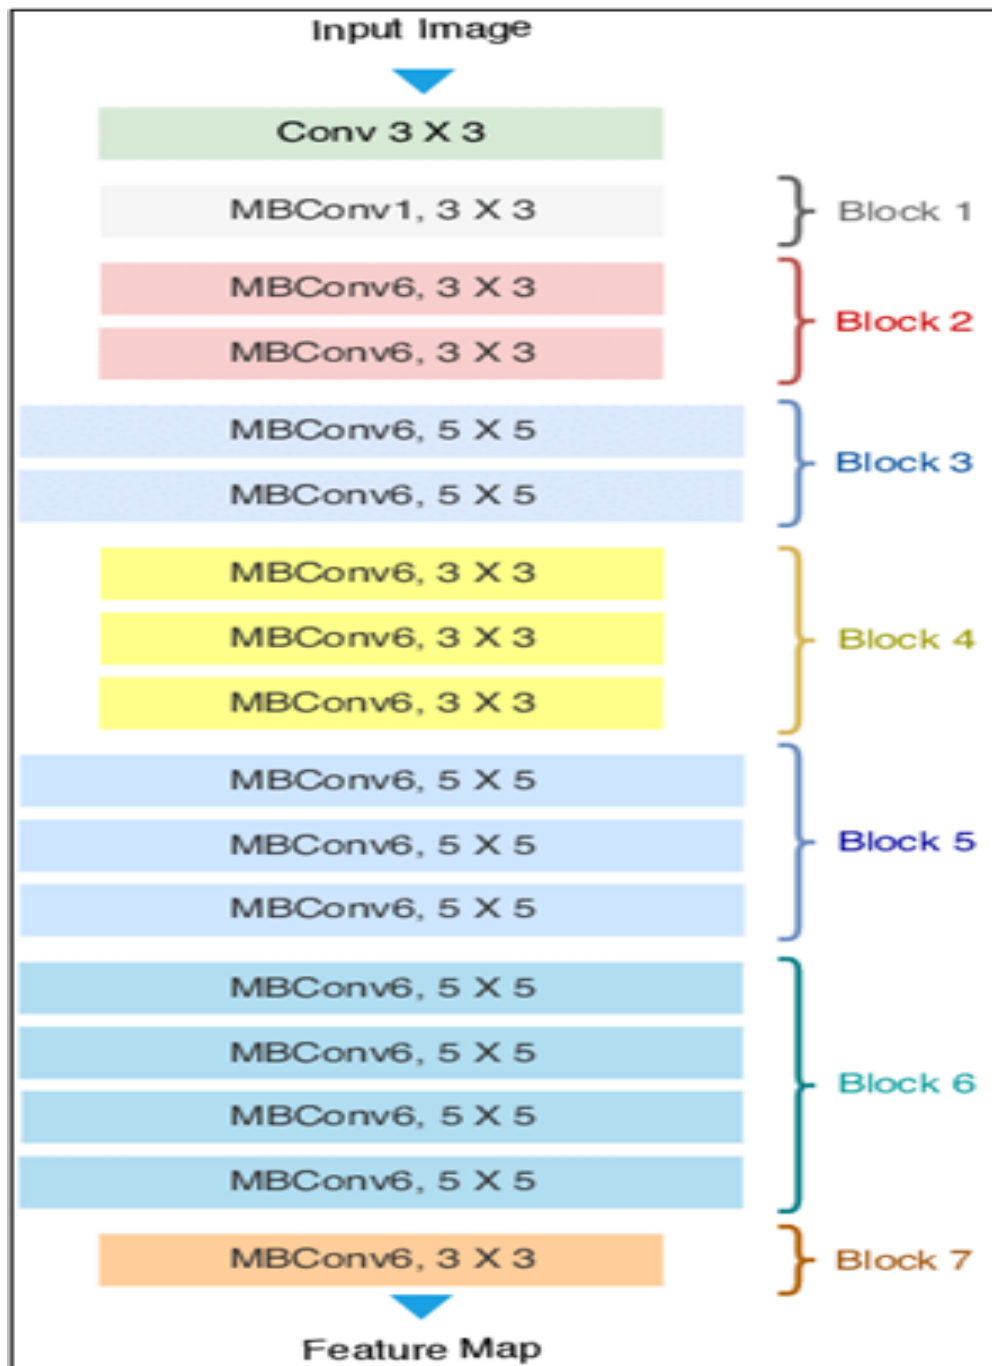 Input Image
Conv 3 X 3
MBConv1, 3 X 3
Block 1
MBConv6, 3 X 3
MBConv6, 3 X 3
Block 2
MBConv6, 5 X 5
MBConv6, 5 X 5
Block 3
MBConv6, 3 X 3
MBConv6, 3 X 3
MBConv6, 3 X 3
Block 4
MBConv6, 5 X 5
MBConv6, 5 X 5
MBConv6, 5 X 5
Block 5
MBConv6, 5 X 5
MBConv6, 5 X 5
MBConv6, 5 X 5
MBConv6, 5 X 5
Block 6
MBConv6, 3 X 3
Block 7
Feature Map